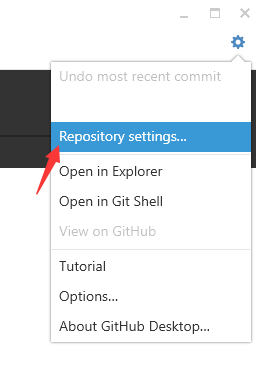 Undo most recent commit
Repository settings...
Open in Explorer
Open in Git Shell
View on GitHub
Tutorial
Options...
About GitHub Desktop...